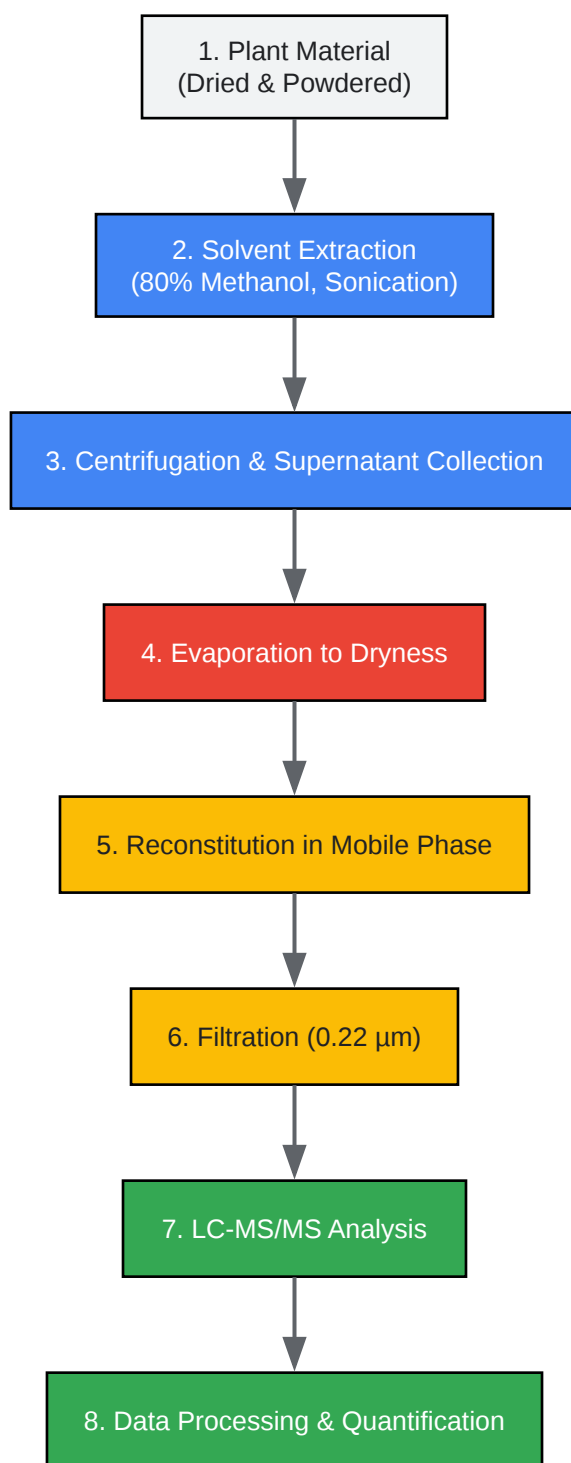 1. Plant Material
(Dried & Powdered)
2. Solvent Extraction
(80% Methanol, Sonication)
3. Centrifugation & Supernatant Collection
4. Evaporation to Dryness
5. Reconstitution in Mobile Phase
6. Filtration (0.22 µm)
7. LC-MS/MS Analysis
8. Data Processing & Quantification